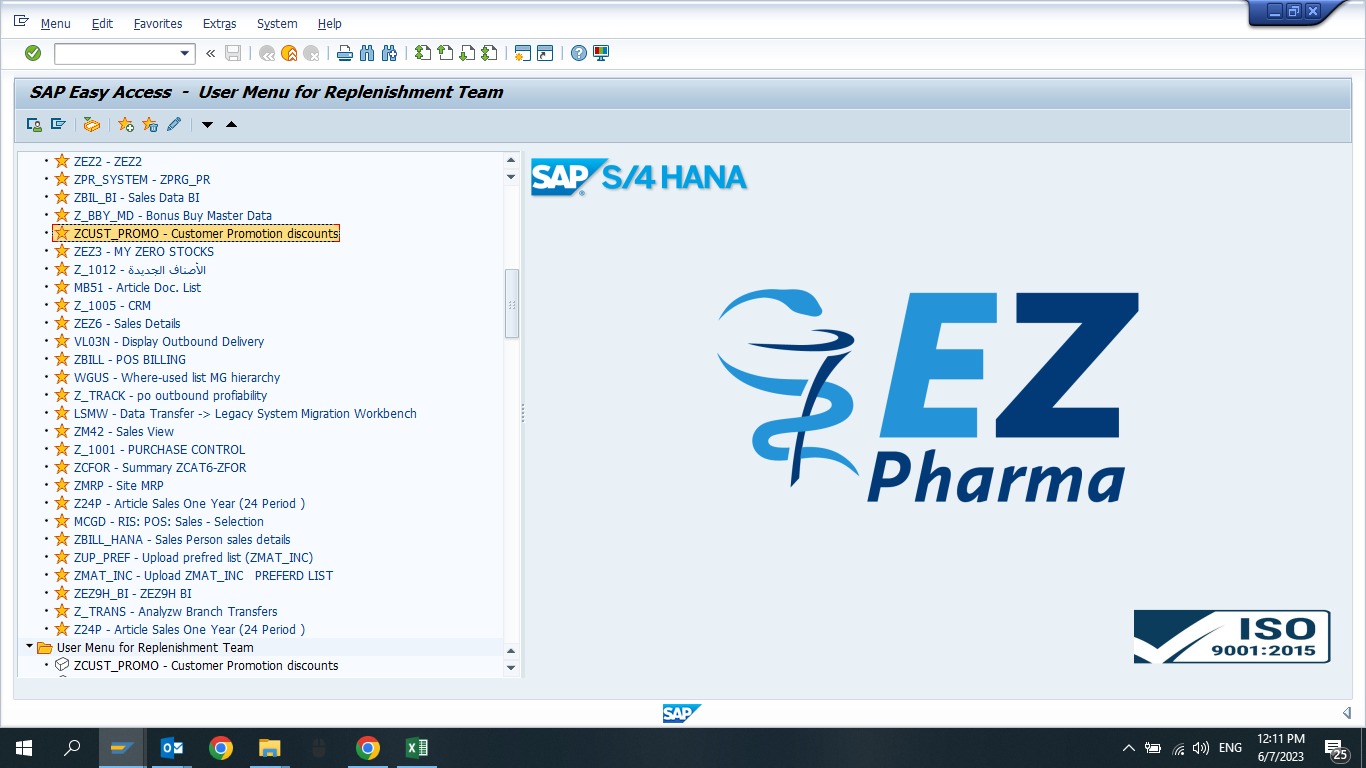 Menu Edit Favorites Extras System Help
SAP Easy Access - User Menu for Replenishment Team
ZEZ2 - ZEZ2
ZPR_SYSTEM - ZPRG_PR
ZBIL_BI - Sales Data BI
Z_BBY_MD - Bonus Buy Master Data
ZCUST_PROMO - Customer Promotion discounts
ZEZ3 - MY ZERO STOCKS
Z_1012 - الأصناف الجديدة
MB51 - Article Doc. List
Z_1005 - CRM
ZEZ6 - Sales Details
VL03N - Display Outbound Delivery
ZBILL - POS BILLING
WGUS - Where-used list MG hierarchy
Z_TRACK - po outbound profiability
LSMW - Data Transfer -> Legacy System Migration Workbench
ZM42 - Sales View
Z_1001 - PURCHASE CONTROL
ZCFOR - Summary ZCAT6-ZFOR
ZMRP - Site MRP
Z24P - Article Sales One Year (24 Period )
MCGD - RIS: POS: Sales - Selection
ZBILL_HANA - Sales Person sales details
ZUP_PREF - Upload prefred list (ZMAT_INC)
ZMAT_INC - Upload ZMAT_INC   PREFERD LIST
ZEZ9H_BI - ZEZ9H BI
Z_TRANS - Analyzw Branch Transfers
Z24P - Article Sales One Year (24 Period )
User Menu for Replenishment Team
ZCUST_PROMO - Customer Promotion discounts
SAP S/4 HANA
EZ
Pharma
ISO
9001:2015
SAP
ENG
12:11 PM
6/7/2023
25